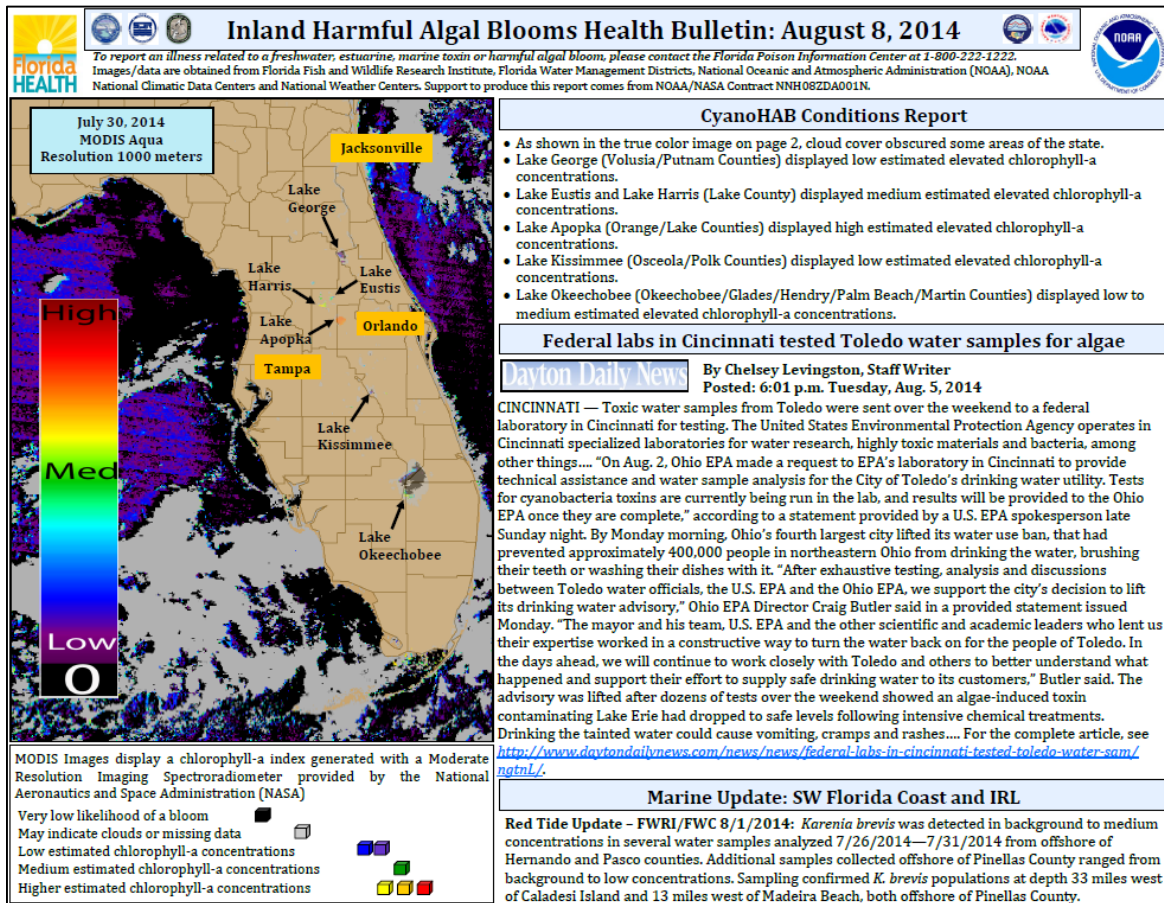 Inland Harmful Algal Blooms Health Bulletin: August 8, 2014
To report an illness related to a freshwater, estuarine, marine toxin or harmful algal bloom, please contact the Florida Poison Information Center at 1-800-222-1222.
Images/data are obtained from Florida Fish and Wildlife Research Institute, Florida Water Management Districts, National Oceanic and Atmospheric Administration (NOAA), NOAA
National Climatic Data Centers and National Weather Centers. Support to produce this report comes from NOAA/NASA Contract NNH08ZDA001N.
Florida
HEALTH
NOAA
July 30, 2014
MODIS Aqua
Resolution 1000 meters
Jacksonville
Lake
George
Lake
Harris
Lake
Eustis
Lake
Apopka
Orlando
Tampa
Lake
Kissimmee
Lake
Okeechobee
High
Med
Low
0
MODIS Images display a chlorophyll-a index generated with a Moderate
Resolution Imaging Spectroradiometer provided by the National
Aeronautics and Space Administration (NASA)
Very low likelihood of a bloom
May indicate clouds or missing data
Low estimated chlorophyll-a concentrations
Medium estimated chlorophyll-a concentrations
Higher estimated chlorophyll-a concentrations
CyanoHAB Conditions Report
• As shown in the true color image on page 2, cloud cover obscured some areas of the state.
• Lake George (Volusia/Putnam Counties) displayed low estimated elevated chlorophyll-a
concentrations.
• Lake Eustis and Lake Harris (Lake County) displayed medium estimated elevated chlorophyll-a
concentrations.
• Lake Apopka (Orange/Lake Counties) displayed high estimated elevated chlorophyll-a
concentrations.
• Lake Kissimmee (Osceola/Polk Counties) displayed low estimated elevated chlorophyll-a
concentrations.
• Lake Okeechobee (Okeechobee/Glades/Hendry/Palm Beach/Martin Counties) displayed low to
medium estimated elevated chlorophyll-a concentrations.
Federal labs in Cincinnati tested Toledo water samples for algae
Dayton Daily News
By Chelsey Levingston, Staff Writer
Posted: 6:01 p.m. Tuesday, Aug. 5, 2014
CINCINNATI — Toxic water samples from Toledo were sent over the weekend to a federal
laboratory in Cincinnati for testing. The United States Environmental Protection Agency operates in
Cincinnati specialized laboratories for water research, highly toxic materials and bacteria, among
other things.... “On Aug. 2, Ohio EPA made a request to EPA’s laboratory in Cincinnati to provide
technical assistance and water sample analysis for the City of Toledo’s drinking water utility. Tests
for cyanobacteria toxins are currently being run in the lab, and results will be provided to the Ohio
EPA once they are complete,” according to a statement provided by a U.S. EPA spokesperson late
Sunday night. By Monday morning, Ohio’s fourth largest city lifted its water use ban, that had
prevented approximately 400,000 people in northeastern Ohio from drinking the water, brushing
their teeth or washing their dishes with it. “After exhaustive testing, analysis and discussions
between Toledo water officials, the U.S. EPA and the Ohio EPA, we support the city’s decision to lift
its drinking water advisory,” Ohio EPA Director Craig Butler said in a provided statement issued
Monday. “The mayor and his team, U.S. EPA and the other scientific and academic leaders who lent us
their expertise worked in a constructive way to turn the water back on for the people of Toledo. In
the days ahead, we will continue to work closely with Toledo and others to better understand what
happened and support their effort to supply safe drinking water to its customers,” Butler said. The
advisory was lifted after dozens of tests over the weekend showed an algae-induced toxin
contaminating Lake Erie had dropped to safe levels following intensive chemical treatments.
Drinking the tainted water could cause vomiting, cramps and rashes.... For the complete article, see
http://www.daytondailynews.com/news/news/federal-labs-in-cincinnati-tested-toledo-water-sam/
ngtnL/.
Marine Update: SW Florida Coast and IRL
Red Tide Update – FWRI/FWC 8/1/2014: Karenia brevis was detected in background to medium
concentrations in several water samples analyzed 7/26/2014—7/31/2014 from offshore of
Hernando and Pasco counties. Additional samples collected offshore of Pinellas County ranged from
background to low concentrations. Sampling confirmed K. brevis populations at depth 33 miles west
of Caladesi Island and 13 miles west of Madeira Beach, both offshore of Pinellas County.